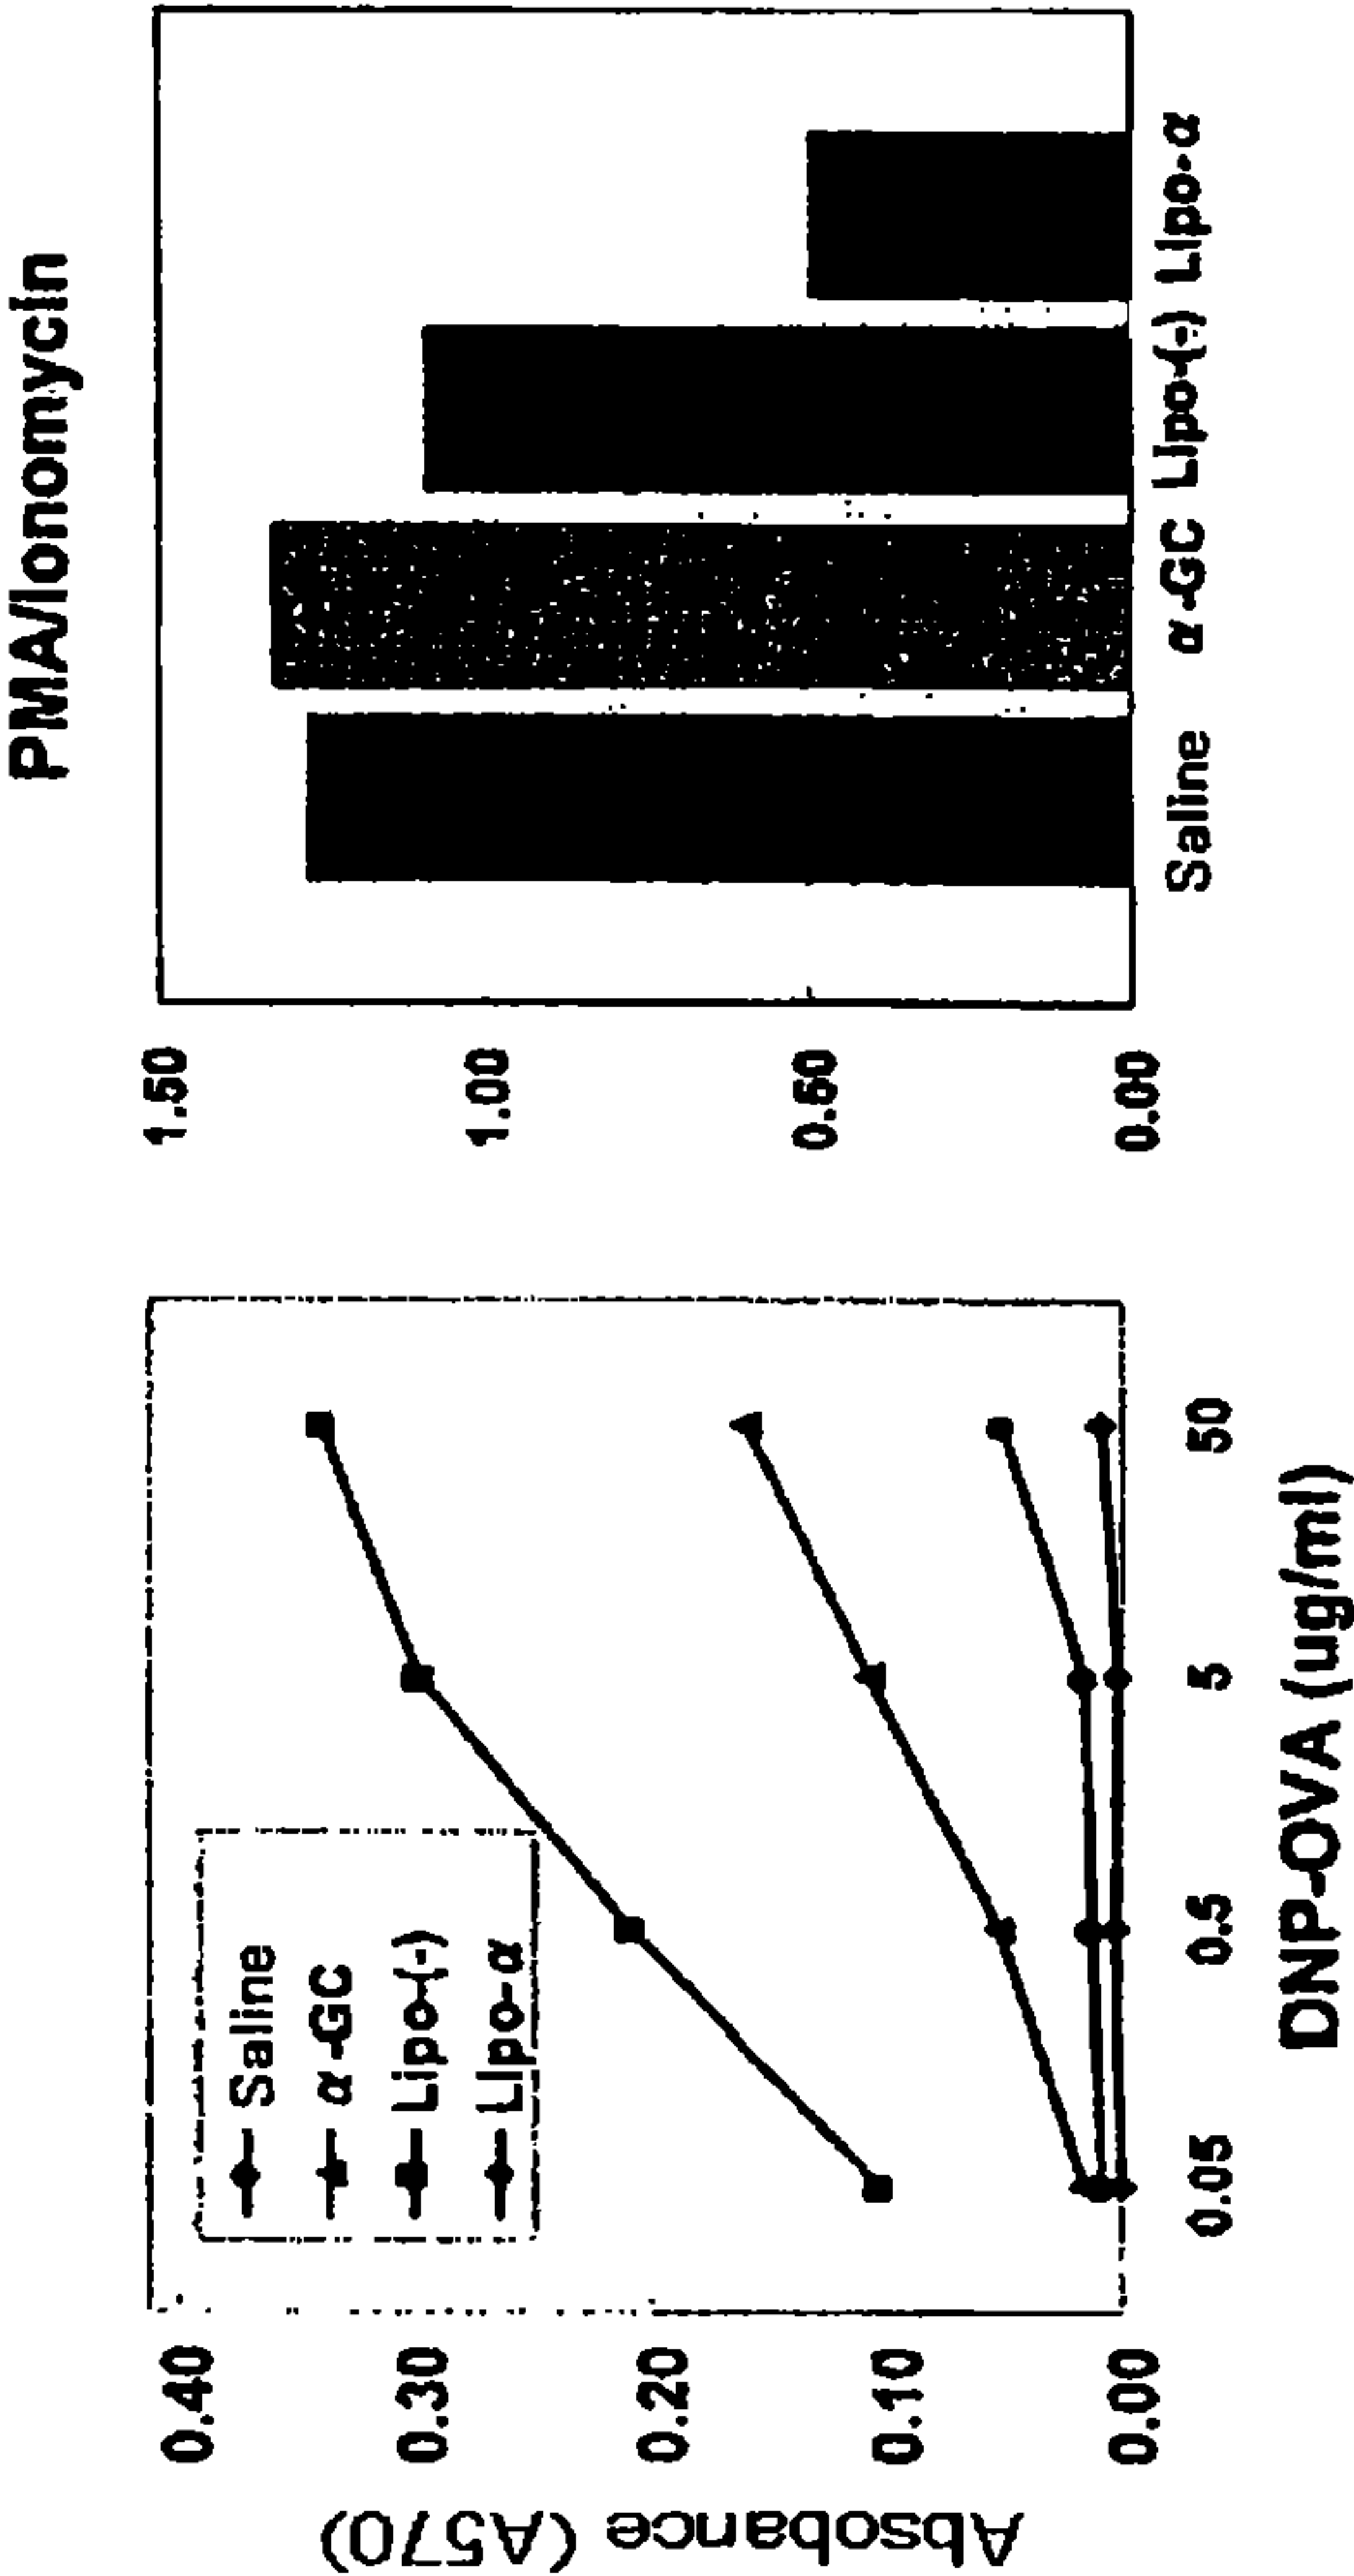 Absorbance (A570)
0.40
0.30
0.20
0.10
0.00
Saline
α-GC
Lipo-(-)
Lipo-α
0.05 0.5 5 50
DNP-OVA (ug/ml)
PMA/Ionomycin
1.50
1.00
0.50
0.00
Saline α-GC Lipo-(-) Lipo-α